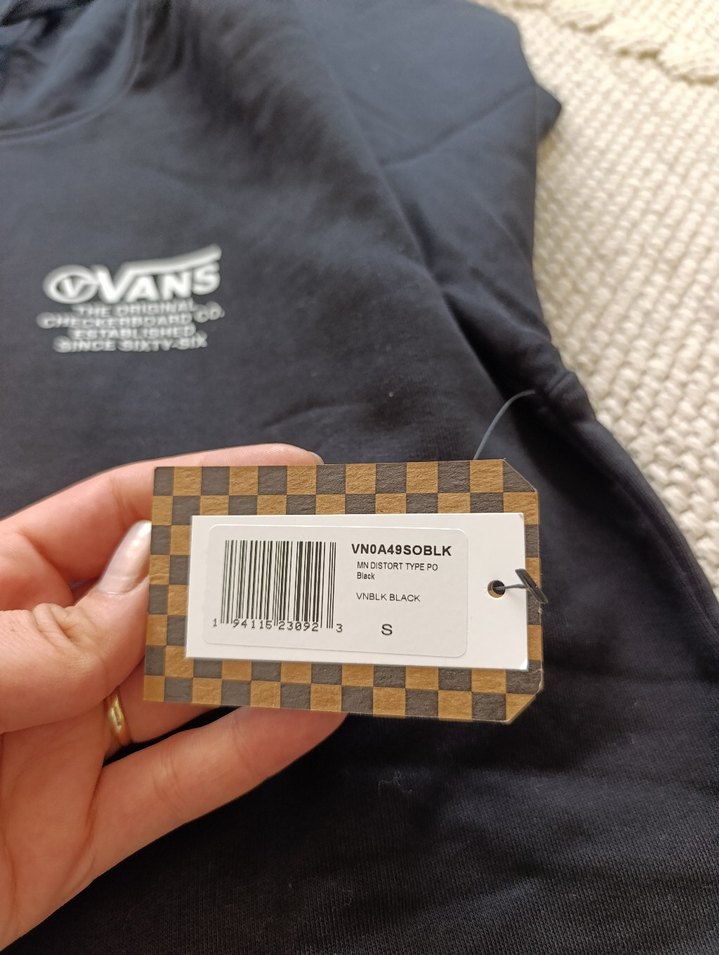 V VANS
THE ORIGINAL
CHECKERBOARD CO.
ESTABLISHED
SINCE SIXTY-SIX
VN0A49SOBLK
MN DISTORT TYPE PO
Black
VNBLK BLACK
1 94115 23092 3
S